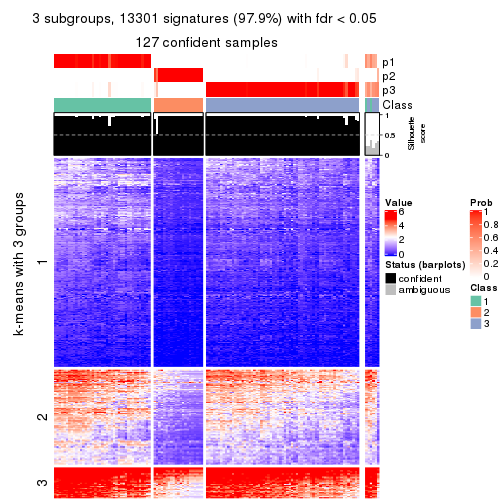 3 subgroups, 13301 signatures (97.9%) with fdr < 0.05
127 confident samples
p1
p2
p3
Class
1
0.5
0
Silhouette
score
k-means with 3 groups
1
2
3
Value
6
4
2
0
Status (barplots)
confident
ambiguous
Prob
1
0.8
0.6
0.4
0.2
0
Class
1
2
3